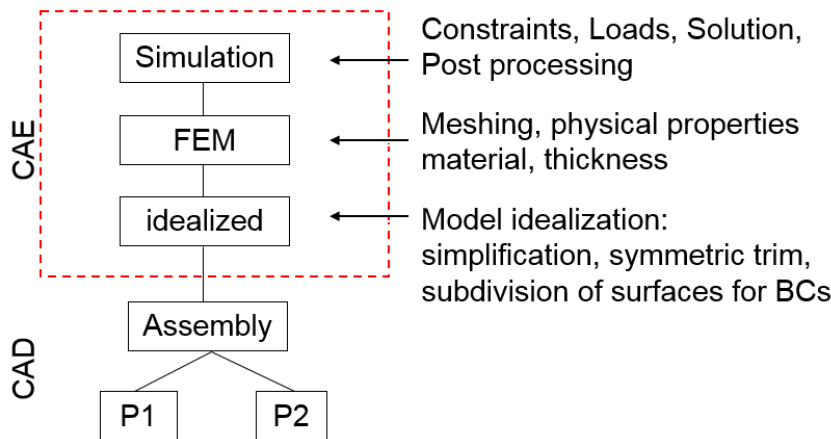 Simulation
Constraints, Loads, Solution,
Post processing
CAE
FEM
Meshing, physical properties
material, thickness
idealized
Model idealization:
simplification, symmetric trim,
subdivision of surfaces for BCs
Assembly
CAD
P1
P2